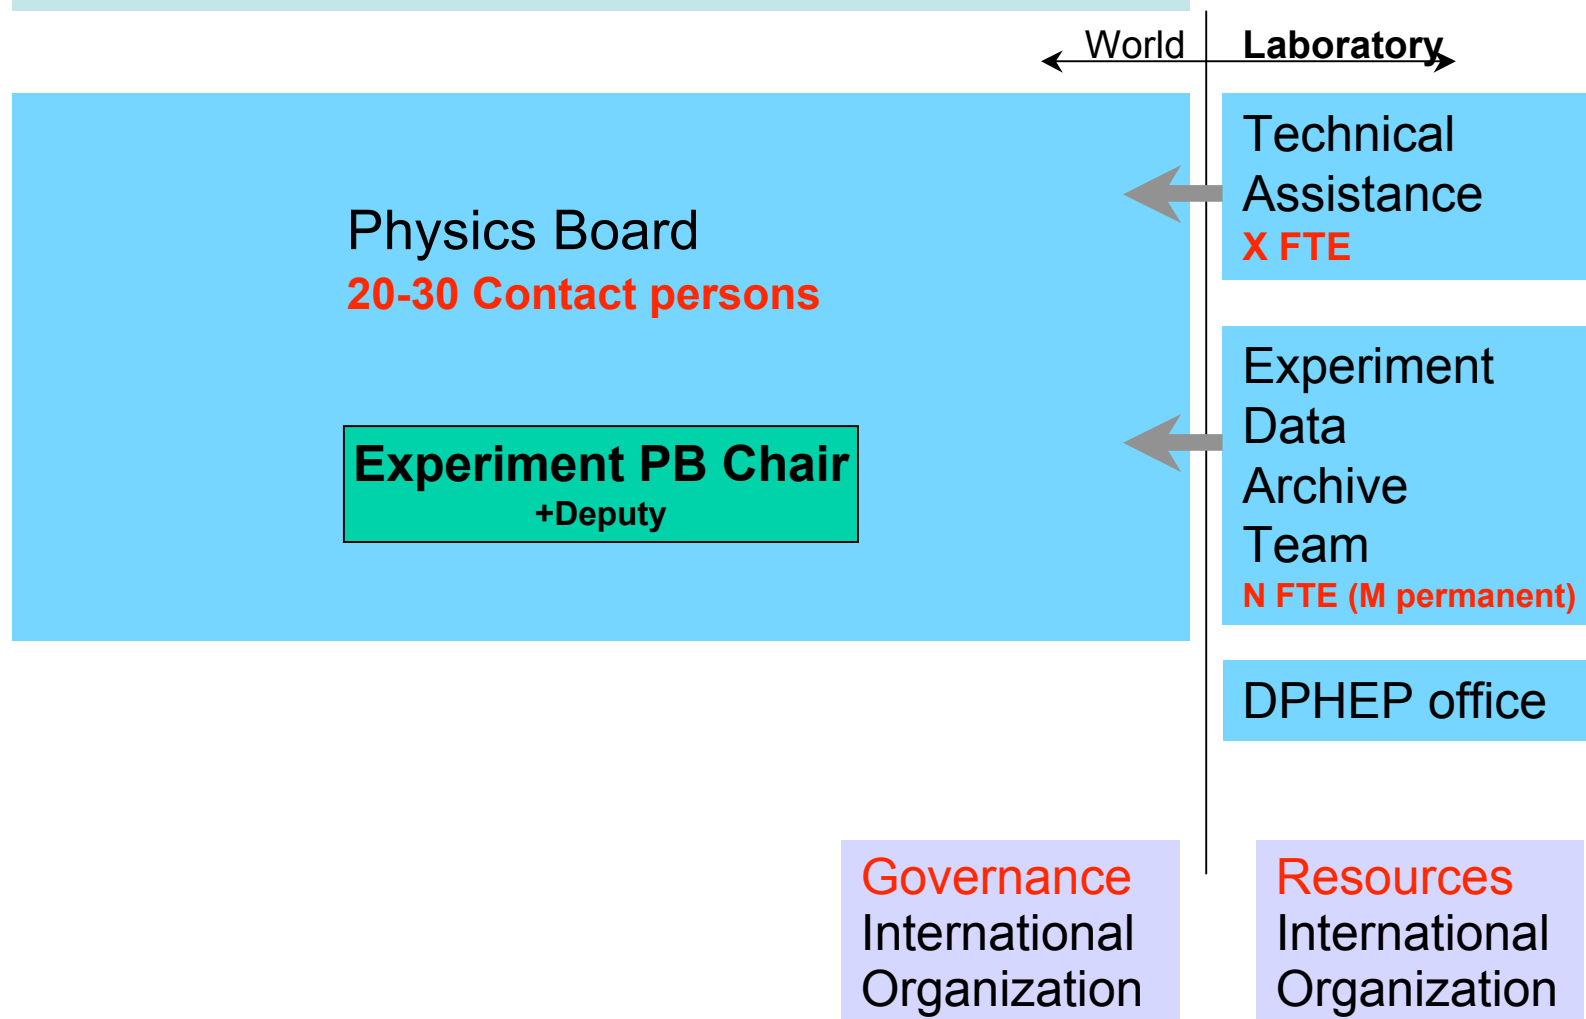 World
Laboratory
Physics Board
20-30 Contact persons
Experiment PB Chair
+Deputy
Technical
Assistance
X FTE
Experiment
Data
Archive
Team
N FTE (M permanent)
DPHEP office
Governance
International
Organization
Resources
International
Organization